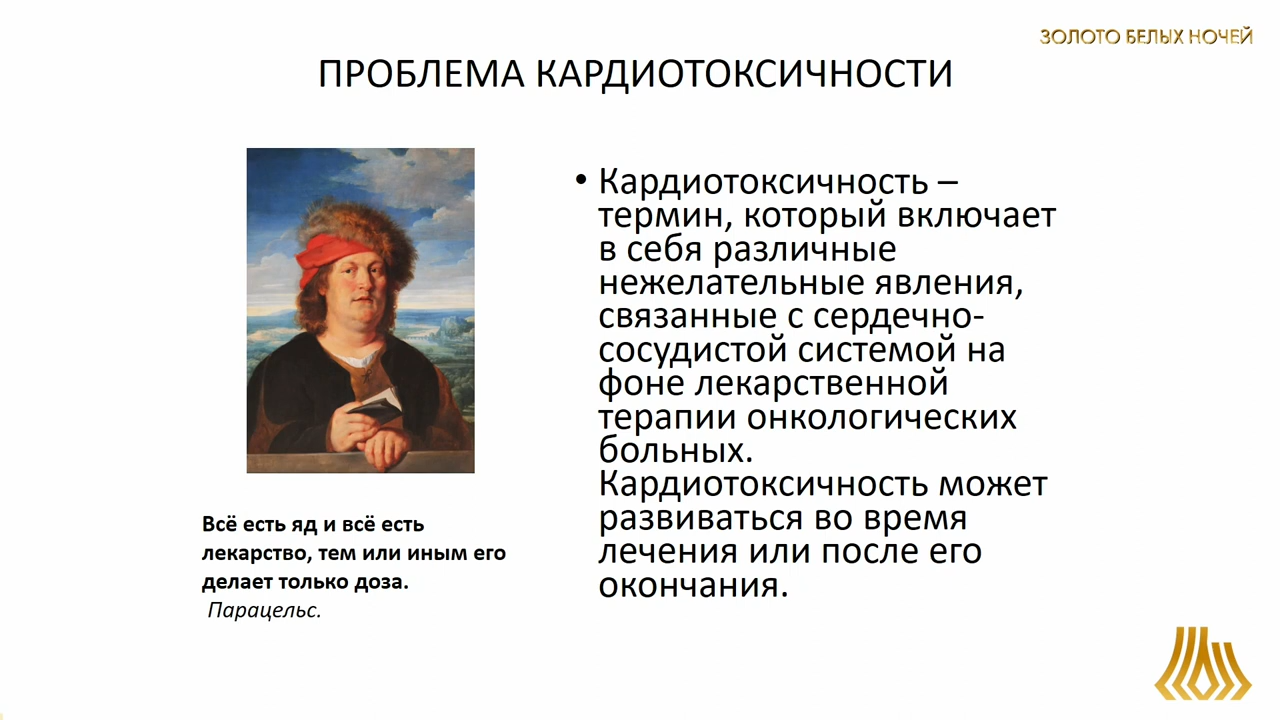 ЗОЛОТО БЕЛЫХ НОЧЕЙ
ПРОБЛЕМА КАРДИОТОКСИЧНОСТИ
• Кардиотоксичность –
термин, который включает
в себя различные
нежелательные явления,
связанные с сердечно-
сосудистой системой на
фоне лекарственной
терапии онкологических
больных.
Кардиотоксичность может
развиваться во время
лечения или после его
окончания.
Всё есть яд и всё есть
лекарство, тем или иным его
делает только доза.
Парацельс.